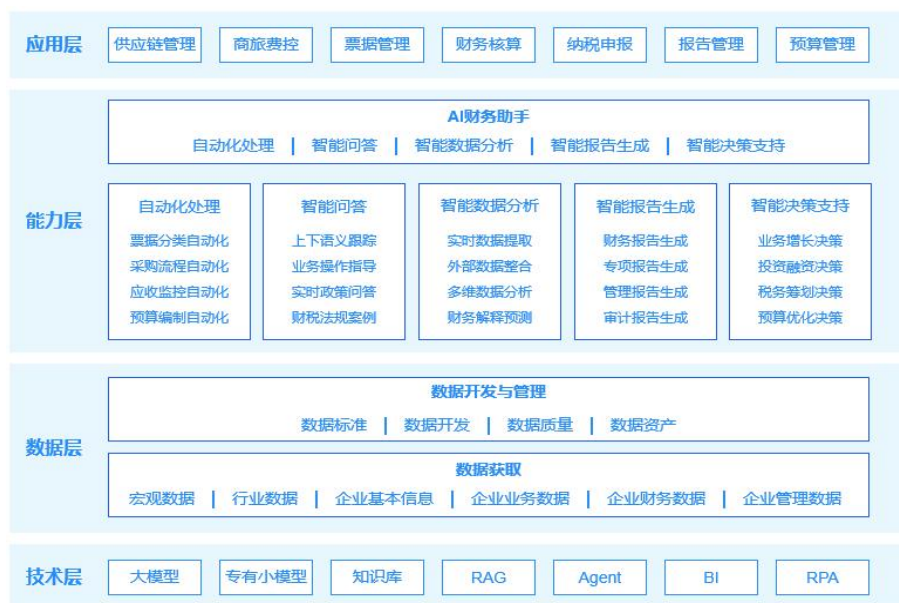 应用层 供应链管理 商旅费控 票据管理 财务核算 纳税申报 报告管理 预算管理
AI财务助手
自动化处理 | 智能问答 | 智能数据分析 | 智能报告生成 | 智能决策支持
能力层
自动化处理 智能问答 智能数据分析 智能报告生成 智能决策支持
票据分类自动化 上下语义跟踪 实时数据提取 财务报告生成 业务增长决策
采购流程自动化 业务操作指导 外部数据整合 专项报告生成 投资融资决策
应收监控自动化 实时政策问答 多维数据分析 管理报告生成 税务筹划决策
预算编制自动化 财税法规案例 财务解释预测 审计报告生成 预算优化决策
数据层
数据开发与管理
数据标准 | 数据开发 | 数据质量 | 数据资产
数据获取
宏观数据 | 行业数据 | 企业基本信息 | 企业业务数据 | 企业财务数据 | 企业管理数据
技术层 大模型 专有小模型 知识库 RAG Agent BI RPA